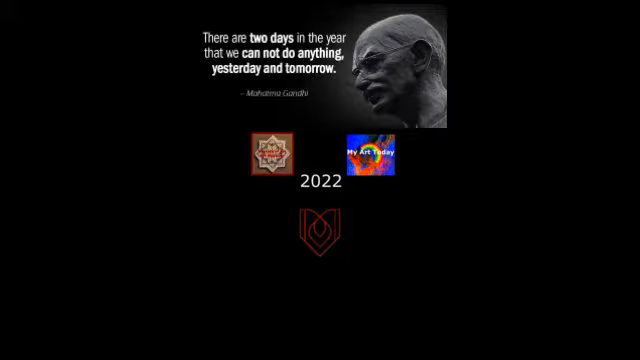 There are two days in the year
that we can not do anything,
yesterday and tomorrow.
– Mahatma Gandhi
My Art Today
2022